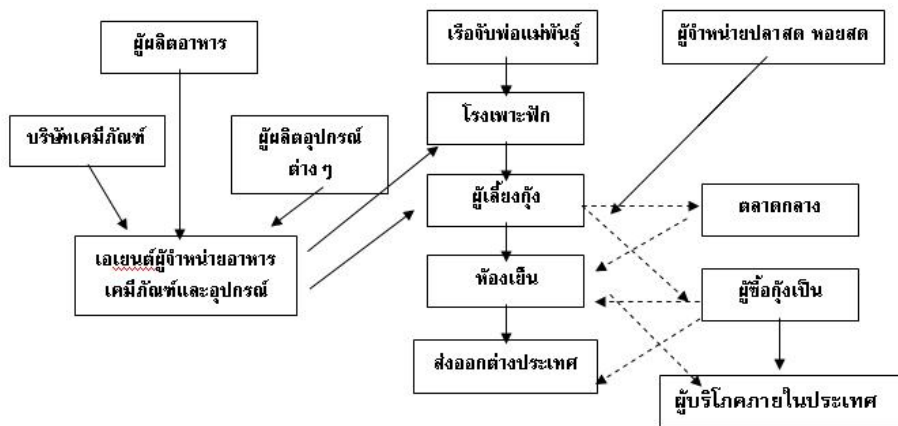 ผู้ผลิตอาหาร
เรือจับพ่อแม่พันธุ์
ผู้จำหน่ายปลาสด หอยสด
โรงเพาะฟัก
บริษัทเคมีภัณฑ์
ผู้ผลิตอุปกรณ์
ต่าง ๆ
ผู้เลี้ยงกุ้ง
ตลาดกลาง
เอเยนต์ผู้จำหน่ายอาหาร
เคมีภัณฑ์และอุปกรณ์
ห้องเย็น
ผู้ซื้อกุ้งเป็น
ส่งออกต่างประเทศ
ผู้บริโภคภายในประเทศ